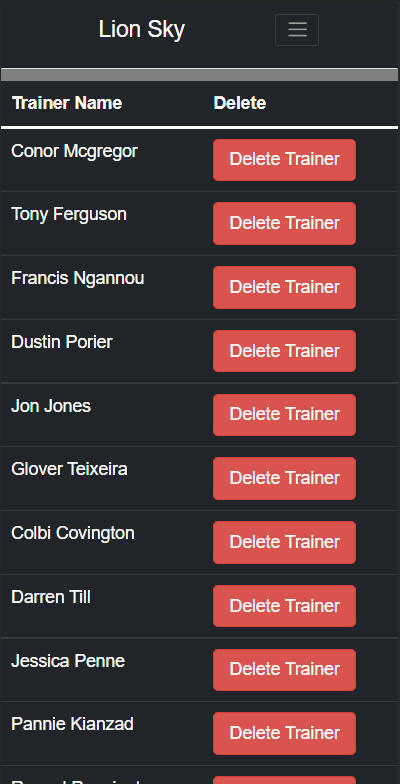 Lion Sky
Trainer Name Delete
Conor Mcgregor Delete Trainer
Tony Ferguson Delete Trainer
Francis Ngannou Delete Trainer
Dustin Porier Delete Trainer
Jon Jones Delete Trainer
Glover Teixeira Delete Trainer
Colbi Covington Delete Trainer
Darren Till Delete Trainer
Jessica Penne Delete Trainer
Pannie Kianzad Delete Trainer